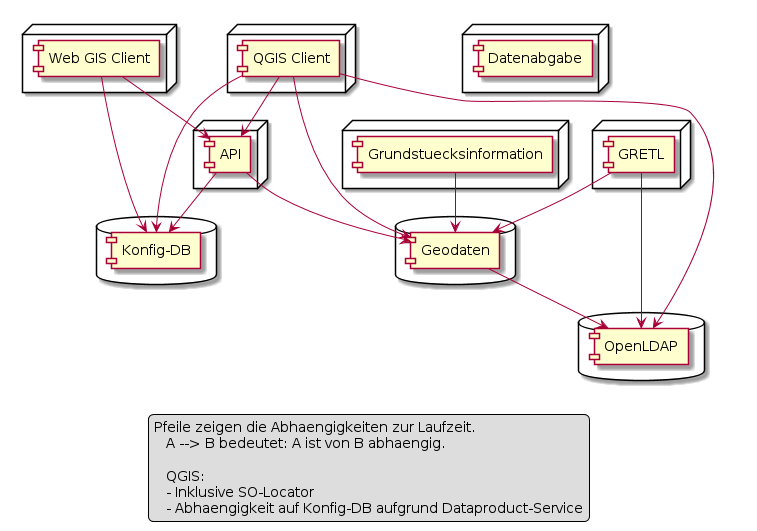 Web GIS Client
QGIS Client
Datenabgabe
API
Grundstuecksinformation
GRETL
Konfig-DB
Geodaten
OpenLDAP
Pfeile zeigen die Abhaengigkeiten zur Laufzeit.
A --> B bedeutet: A ist von B abhaengig.
QGIS:
- Inklusive SO-Locator
- Abhaengigkeit auf Konfig-DB aufgrund Dataproduct-Service